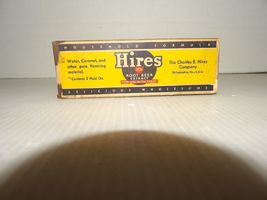 HOUSEHOLD FORMULA
Water, Caramel, and
other pure flavoring
material.
Contents 3 Fluid Ozs.
Hires
ROOT BEER
EXTRACT
The Charles E. Hires
Company
Philadelphia, Pa., U.S.A.
DELICIOUS WHOLESOME